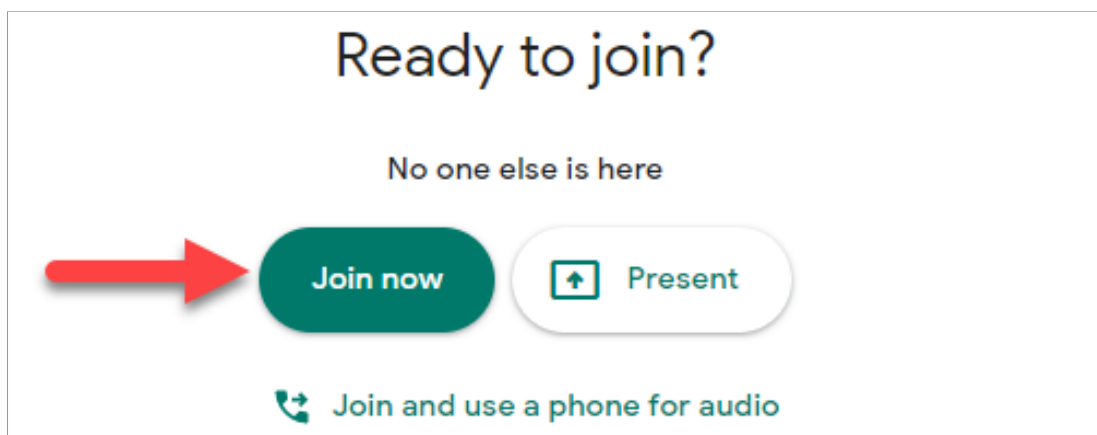 Ready to join?
No one else is here
Join now
Present
Join and use a phone for audio